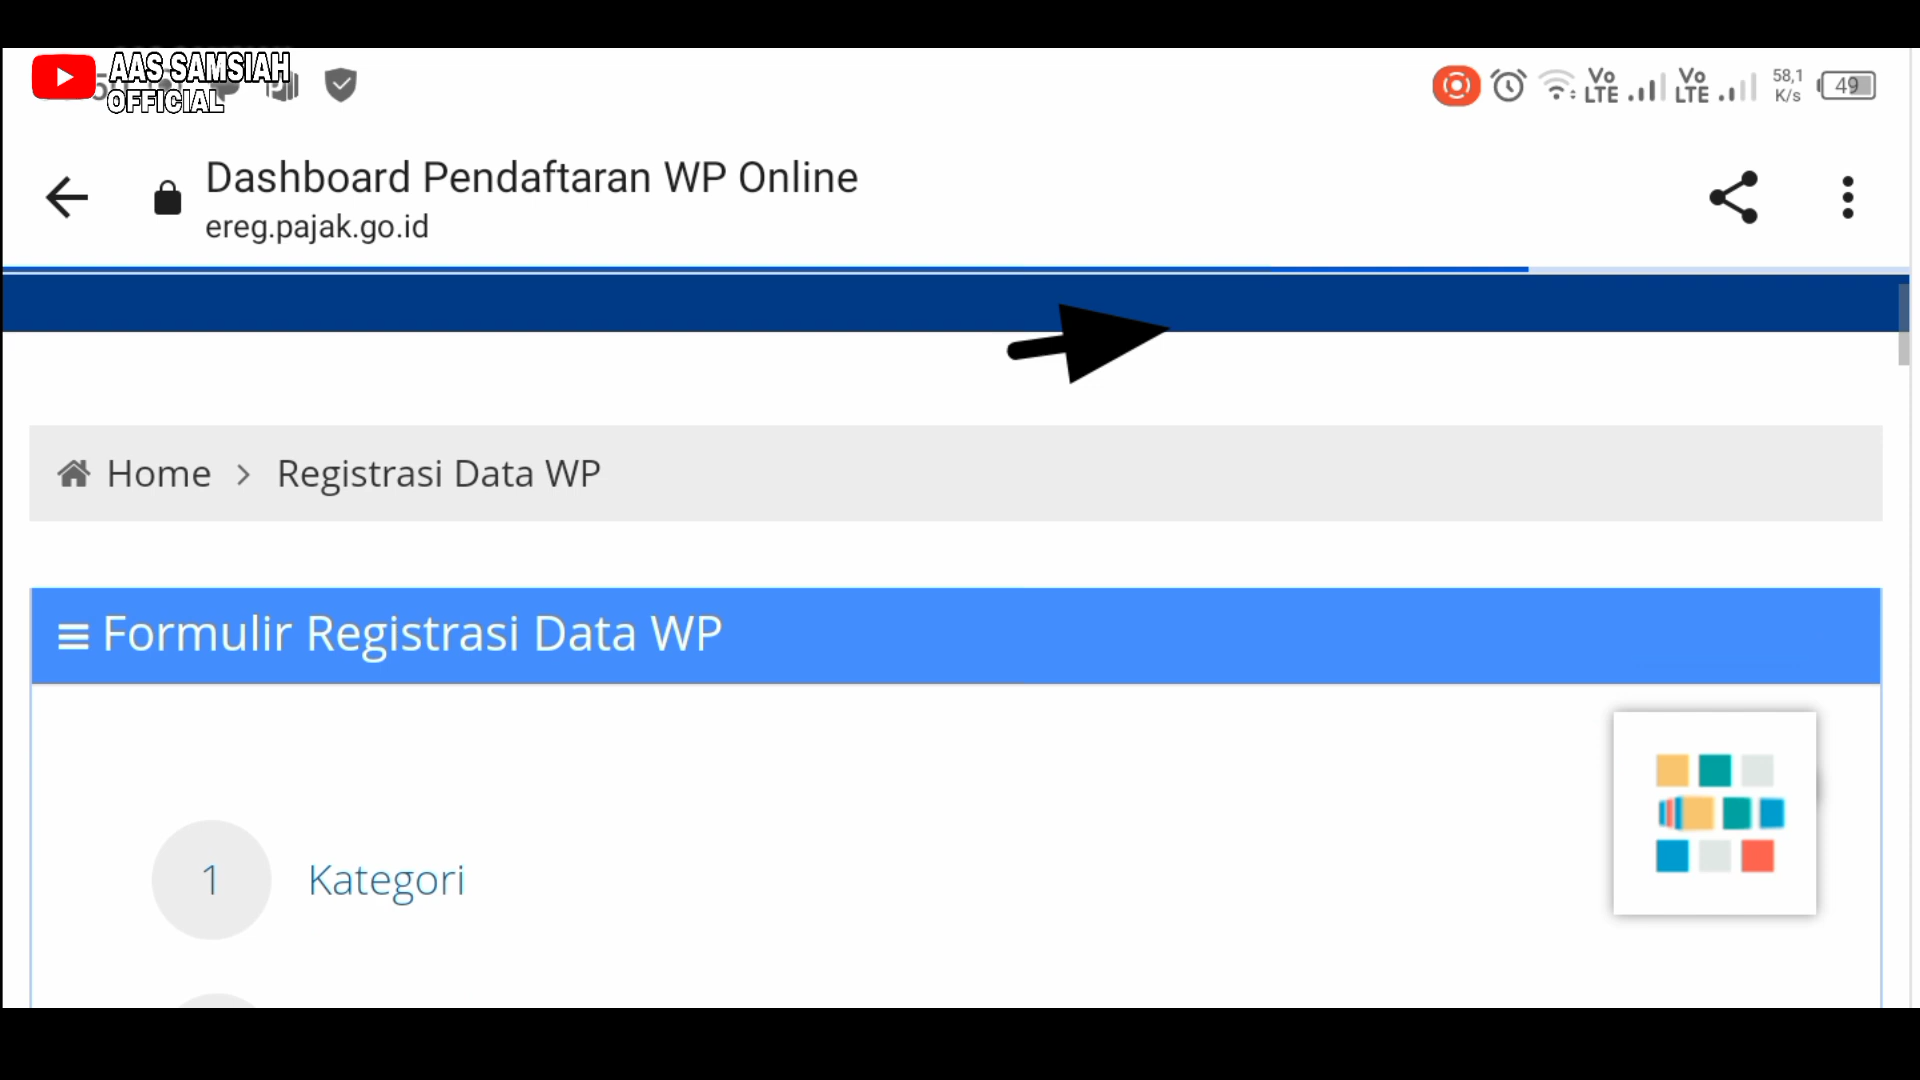 AAS SAMSIAH
OFFICIAL
Vo
LTE
Vo
LTE
58,1
K/s
49
Dashboard Pendaftaran WP Online
ereg.pajak.go.id
Home > Registrasi Data WP
Formulir Registrasi Data WP
1 Kategori